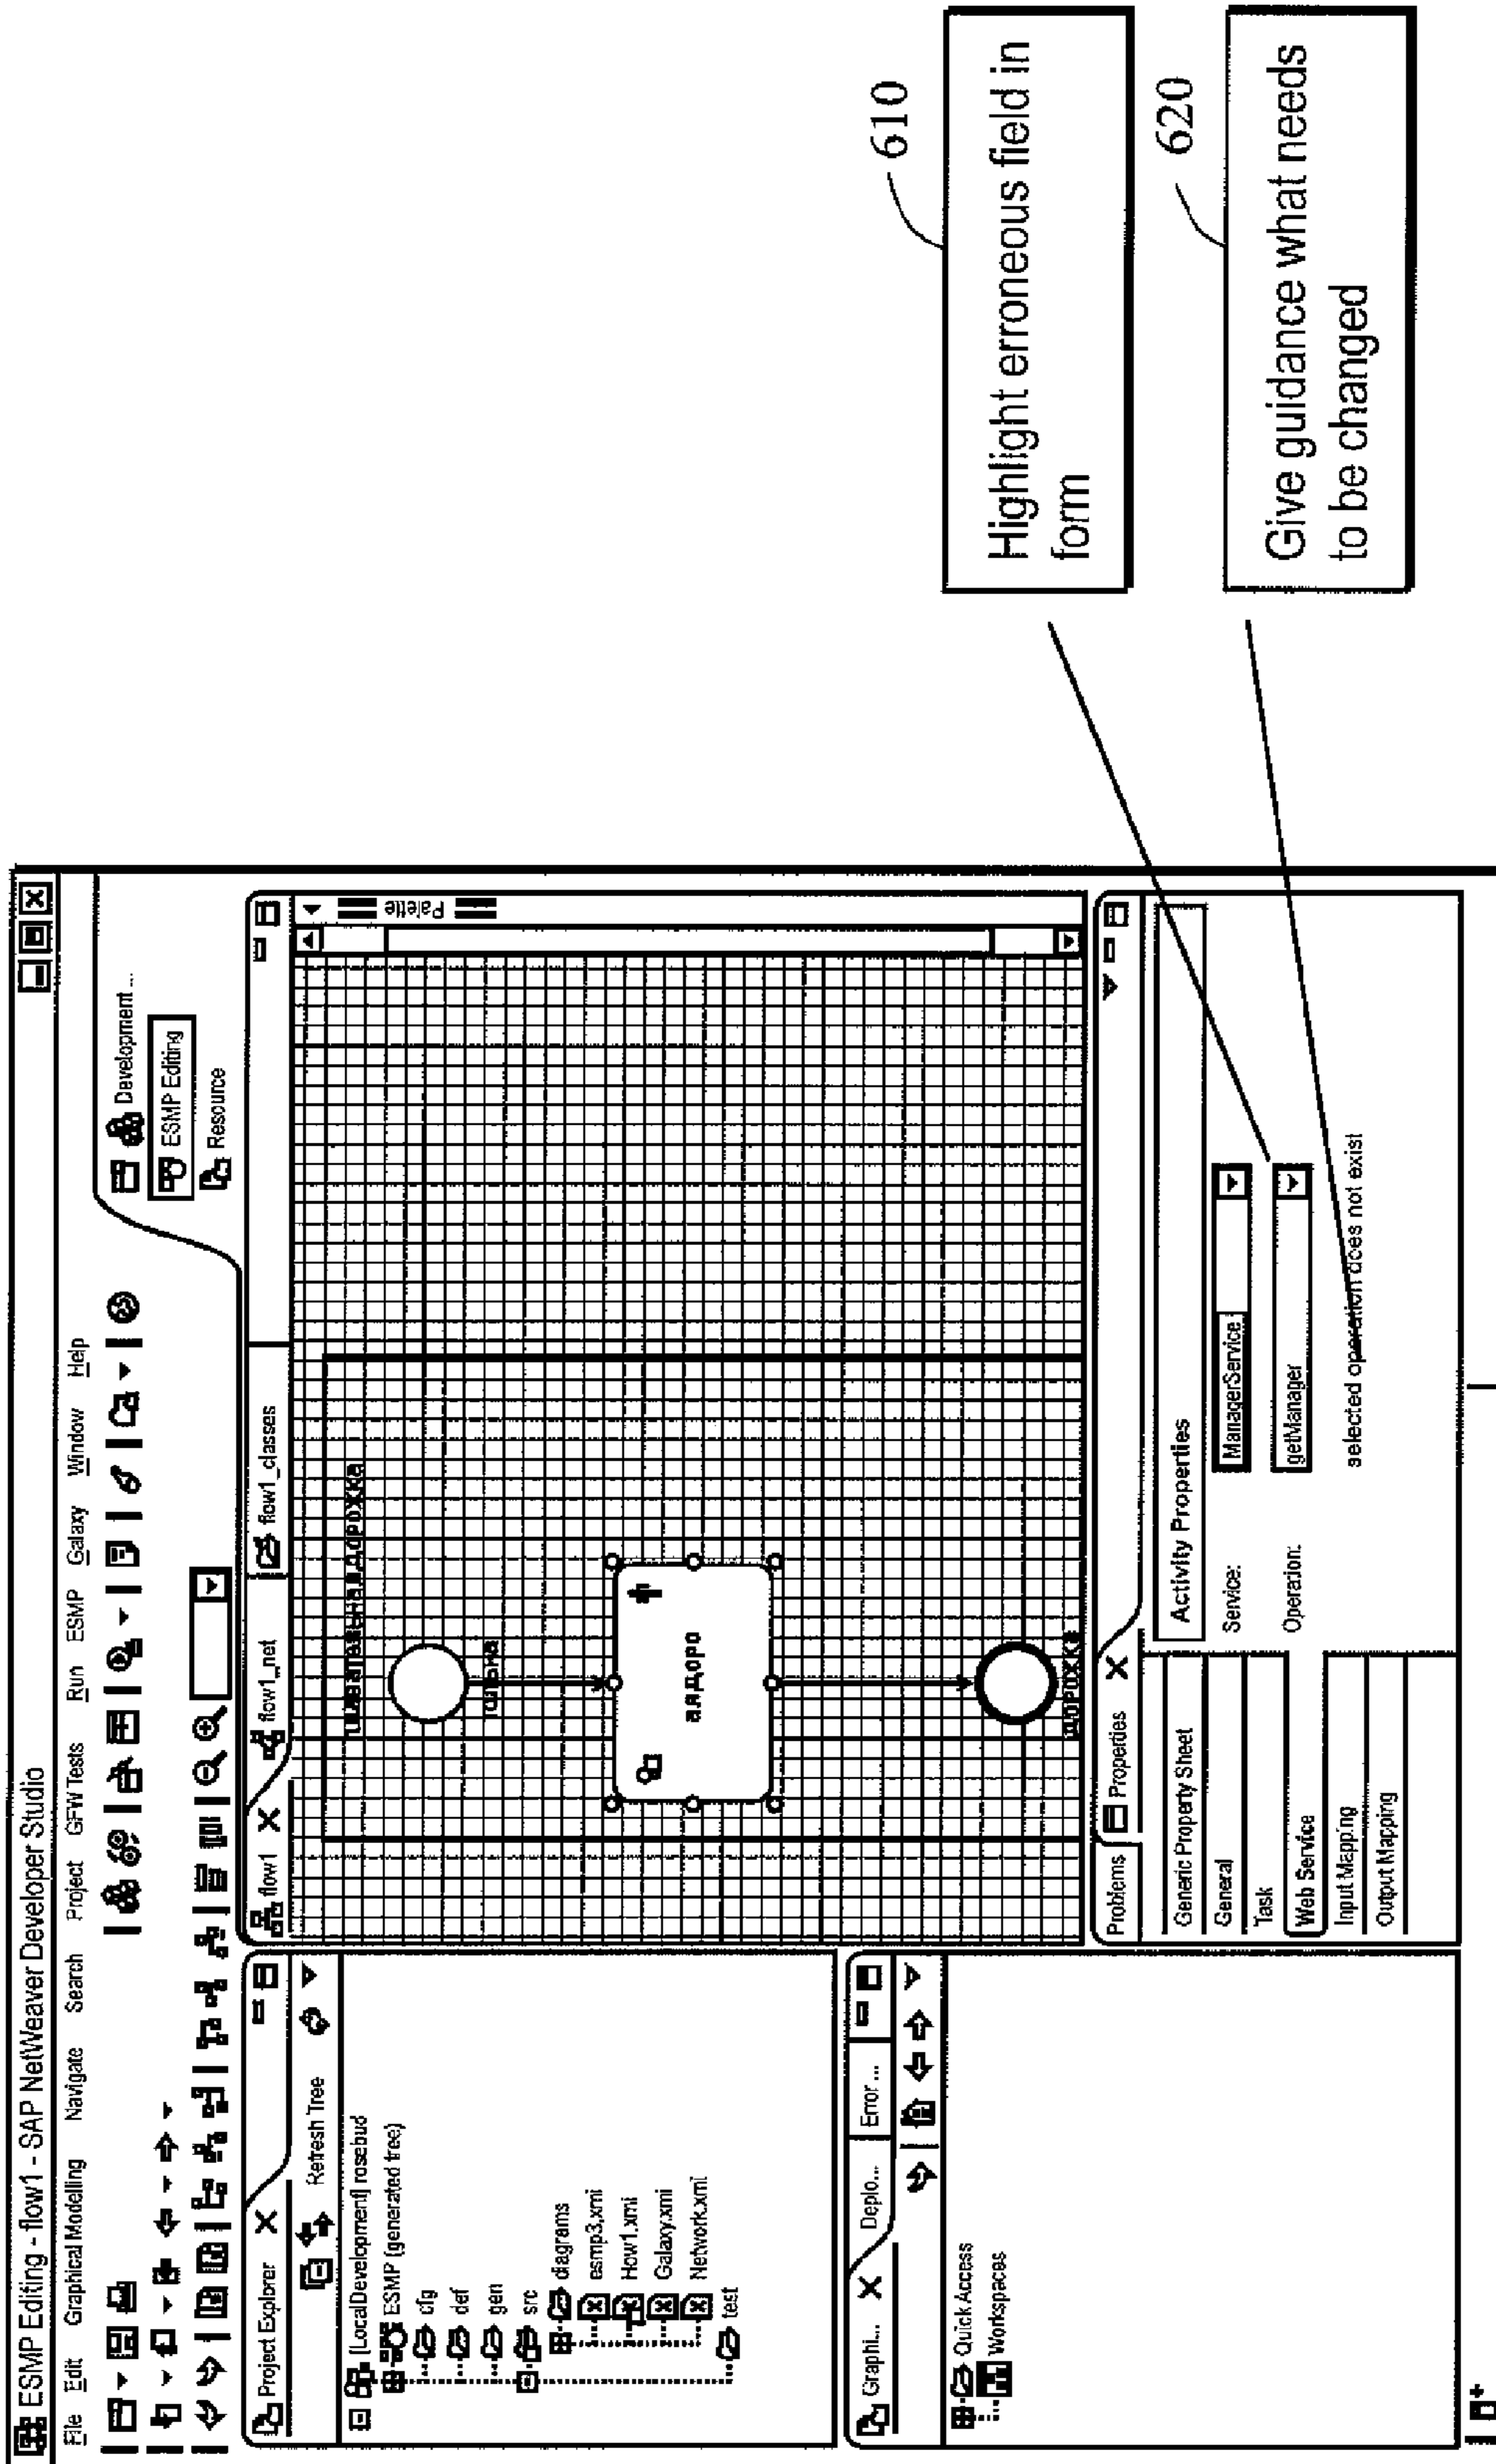 ESMP Editing - flow1 - SAP NetWeaver Developer Studio
File Edit Graphical Modelling Navigate Search Project GFW Tests Run ESMP Galaxy Window Help
Development ...
ESMP Editing
Resource
Project Explorer
Refresh Tree
[LocalDevelopment] rosebud
ESMP (generated tree)
cfg
def
gen
src
diagrams
esmp3.xmi
How1.xmi
Galaxy.xmi
Network.xmi
test
Graphi...
Deplo...
Error ...
Quick Access
Workspaces
flow1
flow1_net
flow1_classes
Palette
аядоро
ДОРОЖКА
Problems
Properties
Generic Property Sheet
General
Task
Web Service
Input Mapping
Output Mapping
Activity Properties
Service:
ManagerService
Operation:
getManager
selected operation does not exist
610
Highlight erroneous field in
form
620
Give guidance what needs
to be changed